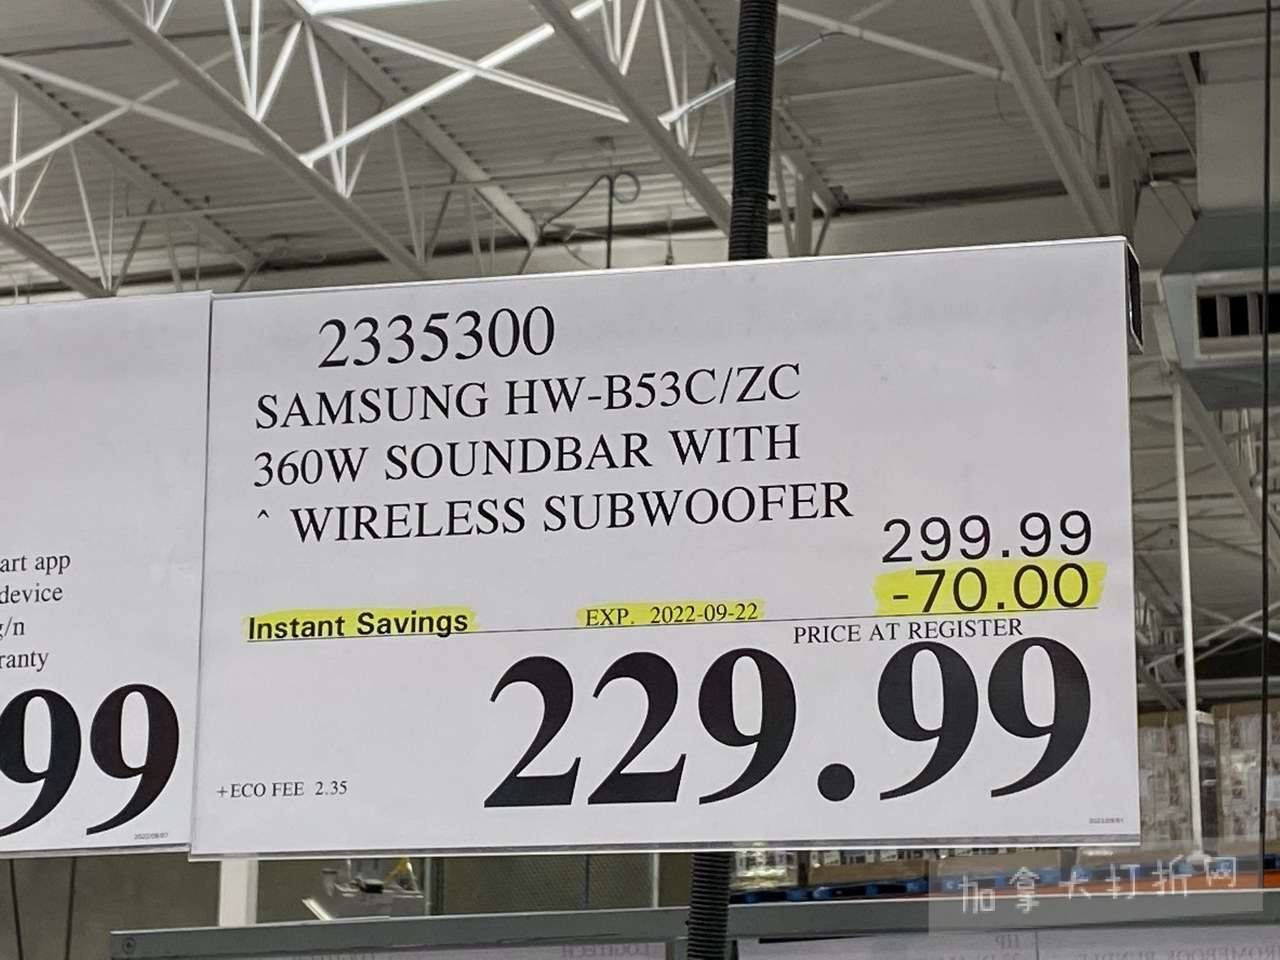 art app
device
g/n
ranty
99
2335300
SAMSUNG HW-B53C/ZC
360W SOUNDBAR WITH
^ WIRELESS SUBWOOFER
299.99
-70.00
Instant Savings EXP. 2022-09-22
PRICE AT REGISTER
229.99
+ECO FEE 2.35
加拿大打折网